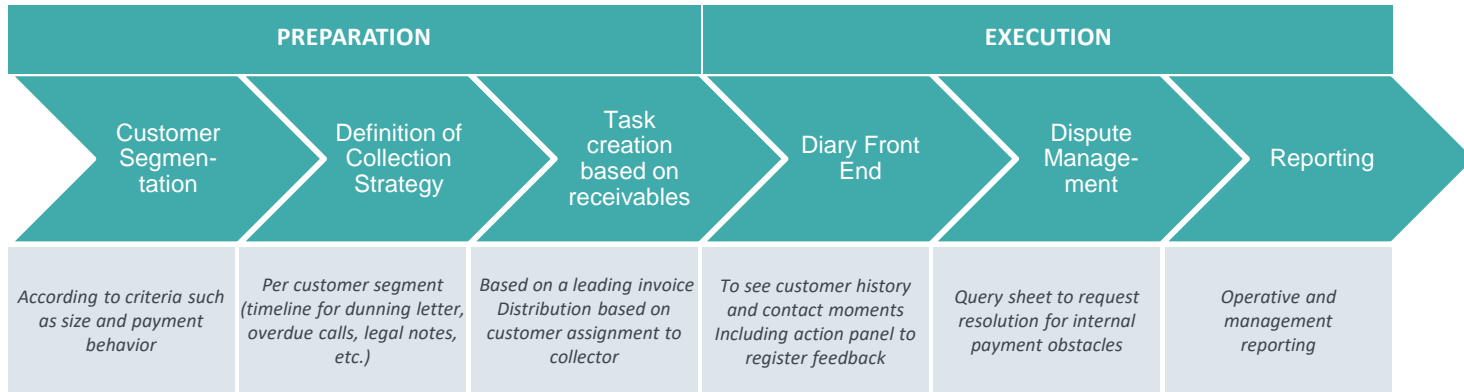 PREPARATION
EXECUTION
Customer
Segmen-
tation
Definition of
Collection
Strategy
Task
creation
based on
receivables
Diary Front
End
Dispute
Manage-
ment
Reporting
According to criteria such
as size and payment
behavior
Per customer segment
(timeline for dunning letter,
overdue calls, legal notes,
etc.)
Based on a leading invoice
Distribution based on
customer assignment to
collector
To see customer history
and contact moments
Including action panel to
register feedback
Query sheet to request
resolution for internal
payment obstacles
Operative and
management
reporting